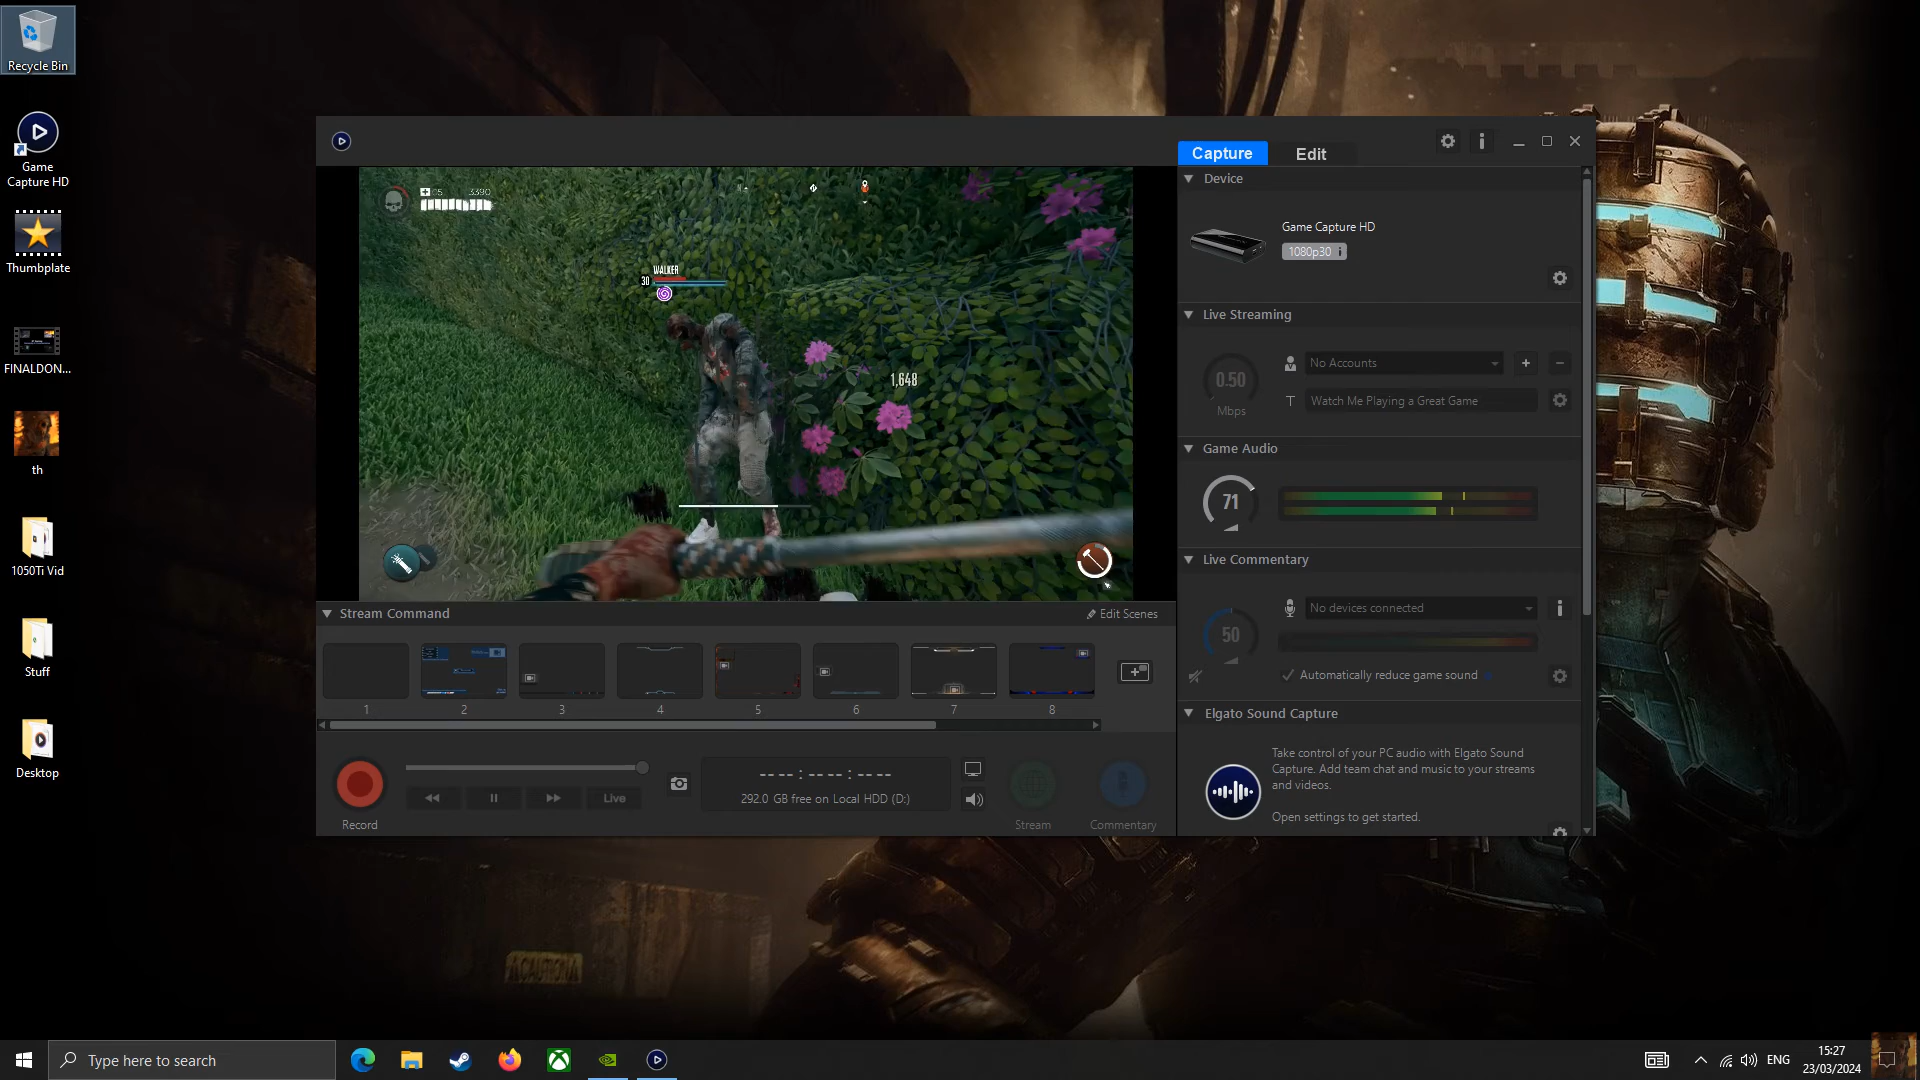 Recycle Bin
Game
Capture HD
Thumbplate
FINALDON...
th
1050Ti Vid
Stuff
Desktop
Capture
Edit
Device
Game Capture HD
1080p30 i
Live Streaming
0.50
Mbps
No Accounts
T Watch Me Playing a Great Game
Game Audio
71
Live Commentary
50
No devices connected
Automatically reduce game sound
Elgato Sound Capture
Take control of your PC audio with Elgato Sound
Capture. Add team chat and music to your streams
and videos.
Open settings to get started.
3390
WALKER
30
1,648
Stream Command
Edit Scenes
1 2 3 4 5 6 7 8
Live
-- -- : -- -- : -- --
292.0 GB free on Local HDD (D:)
Record
Stream
Commentary
CAUTION
Type here to search
ENG
15:27
23/03/2024